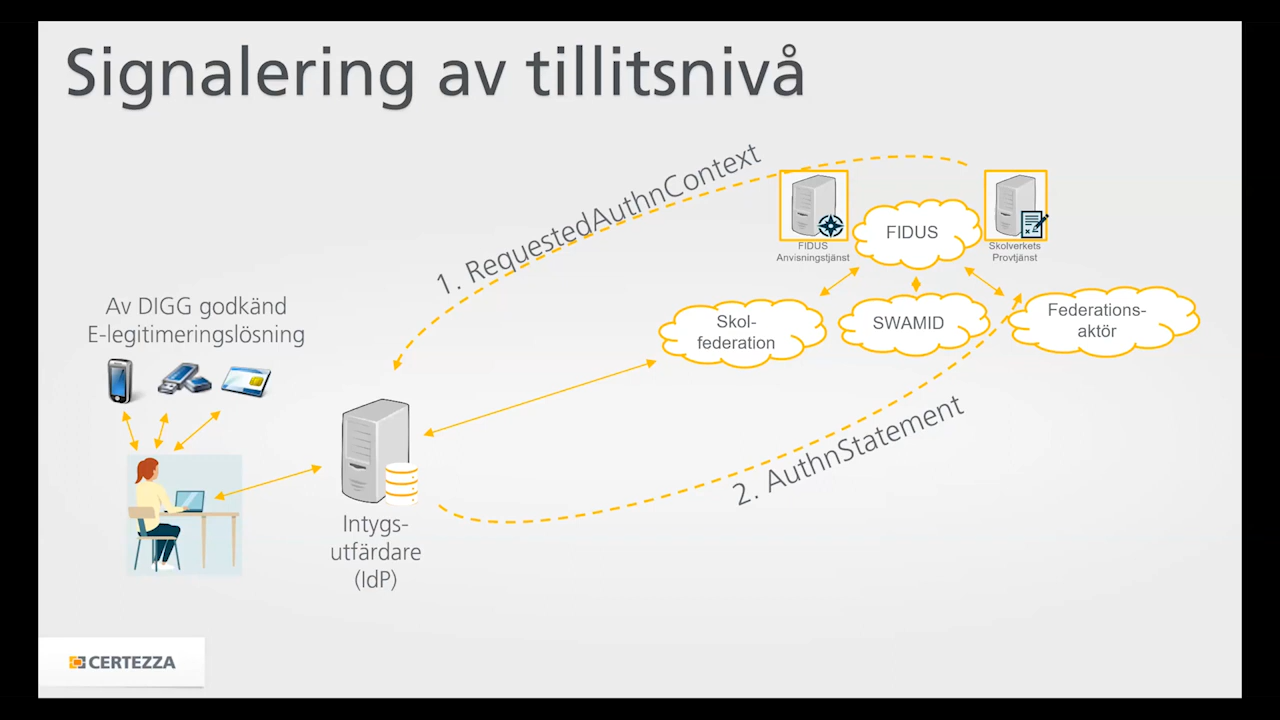 Signalering av tillitsnivå
1. RequestedAuthnContext
FIDUS
Anvisningstjänst
FIDUS
Skolverkets
Provtjänst
Av DIGG godkänd
E-legitimeringslösning
Skol-
federation
SWAMID
Federations-
aktör
2. AuthnStatement
Intygs-
utfärdare
(IdP)
CERTEZZA